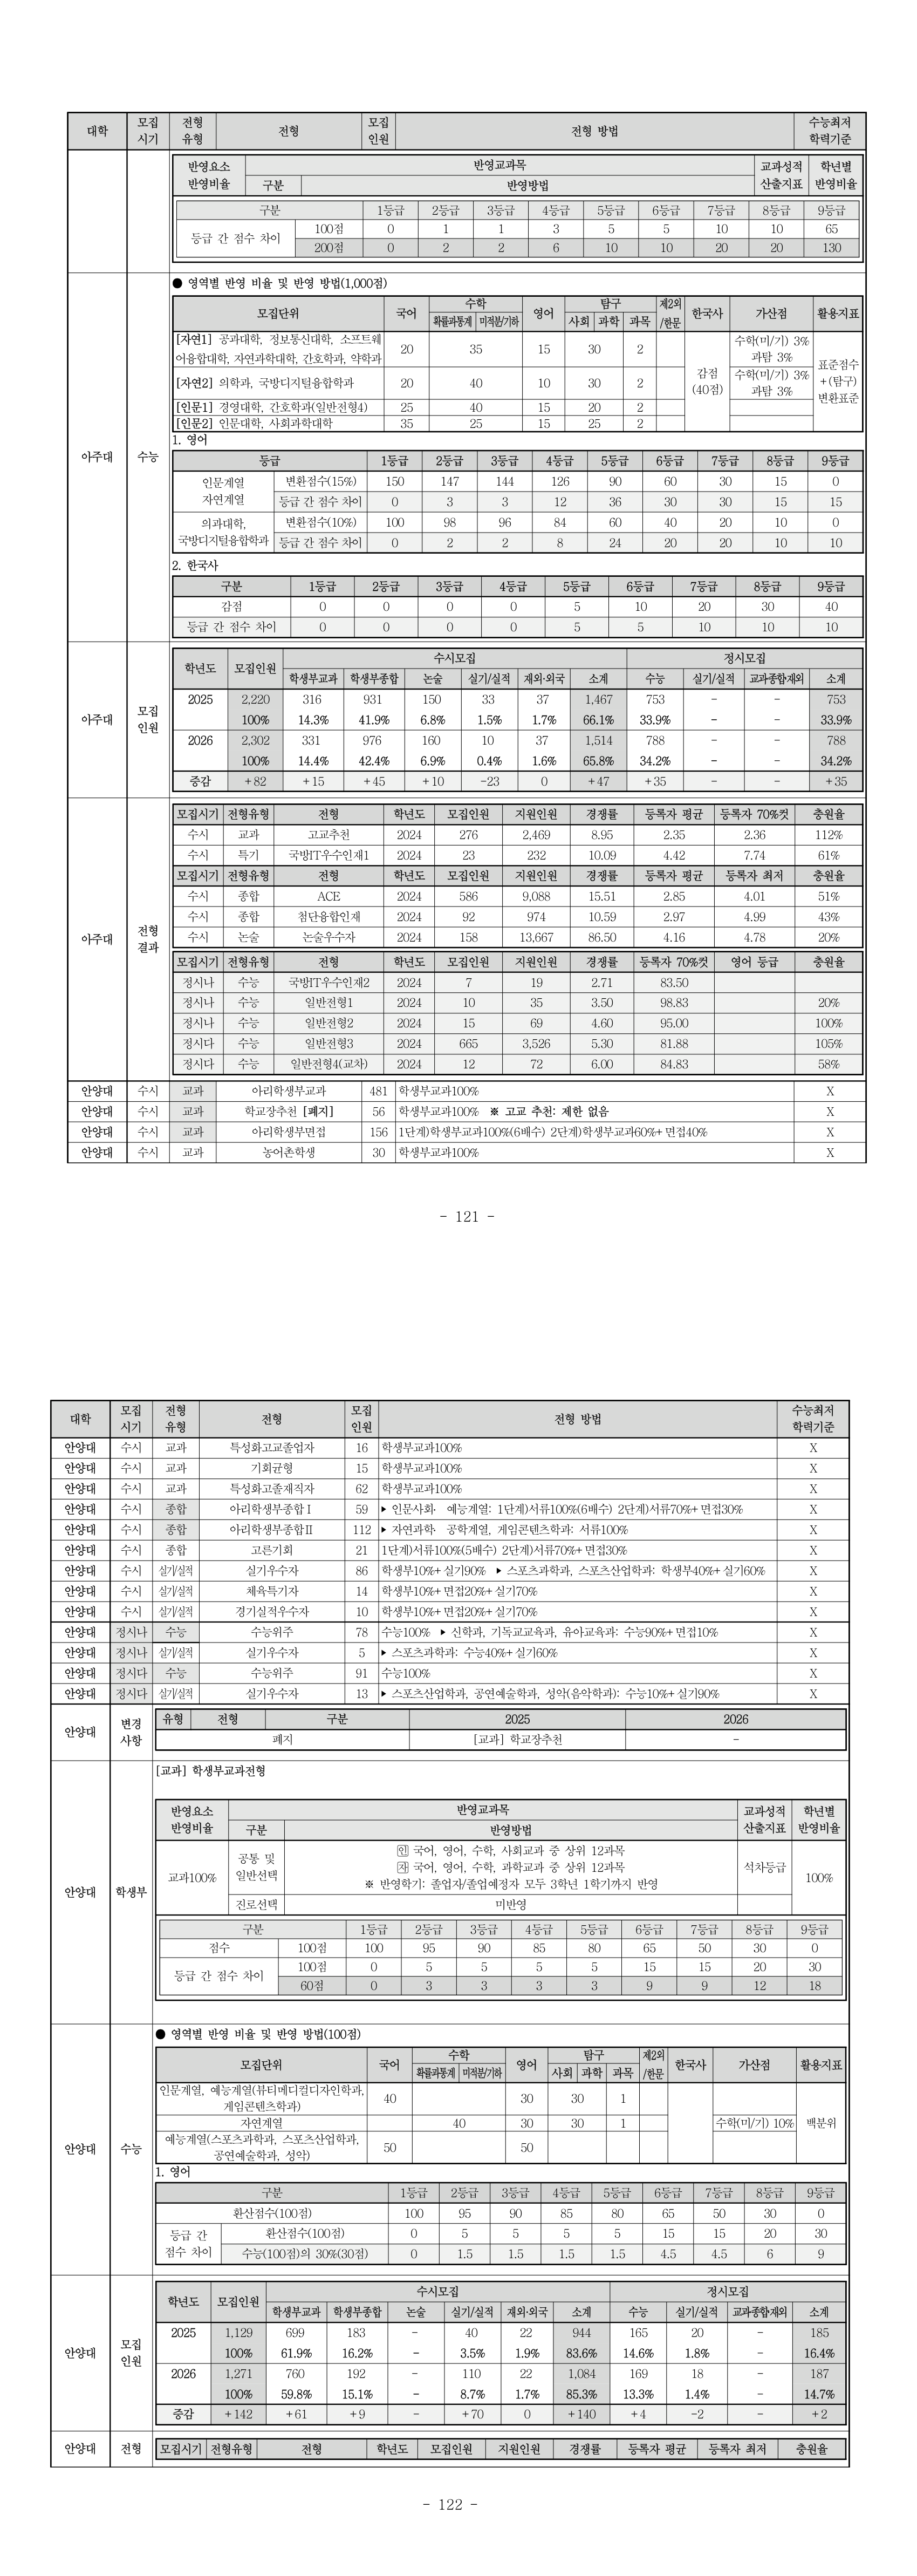 대학 모집시기 전형유형 전형 모집인원 전형 방법 수능최저학력기준
반영요소 반영비율 반영교과목 교과성적 산출지표 학년별 반영비율
구분 반영방법
구분 1등급 2등급 3등급 4등급 5등급 6등급 7등급 8등급 9등급
등급 간 점수 차이 100점 0 1 1 3 5 5 10 10 65
200점 0 2 2 6 10 10 20 20 130
아주대 수능
● 영역별 반영 비율 및 반영 방법(1,000점)
모집단위 국어 수학 영어 탐구 제2외/한문 한국사 가산점 활용지표
확률과통계 미적분/기하 사회 과학 과목
[자연1] 공과대학, 정보통신대학, 소프트웨어융합대학, 자연과학대학, 간호학과, 약학과 20 35 15 30 2 감점(40점) 수학(미/기) 3% 과탐 3% 표준점수+(탐구)변환표준
[자연2] 의학과, 국방디지털융합학과 20 40 10 30 2 수학(미/기) 3% 과탐 3%
[인문1] 경영대학, 간호학과(일반전형4) 25 40 15 20 2
[인문2] 인문대학, 사회과학대학 35 25 15 25 2
1. 영어
등급 1등급 2등급 3등급 4등급 5등급 6등급 7등급 8등급 9등급
인문계열 자연계열 변환점수(15%) 150 147 144 126 90 60 30 15 0
등급 간 점수 차이 0 3 3 12 36 30 30 15 15
의과대학, 국방디지털융합학과 변환점수(10%) 100 98 96 84 60 40 20 10 0
등급 간 점수 차이 0 2 2 8 24 20 20 10 10
2. 한국사
구분 1등급 2등급 3등급 4등급 5등급 6등급 7등급 8등급 9등급
감점 0 0 0 0 5 10 20 30 40
등급 간 점수 차이 0 0 0 0 5 5 10 10 10
아주대 모집인원
학년도 모집인원 수시모집 정시모집
학생부교과 학생부종합 논술 실기/실적 재외·외국 소계 수능 실기/실적 교과종합재외 소계
2025 2,220 316 931 150 33 37 1,467 753 - - 753
100% 14.3% 41.9% 6.8% 1.5% 1.7% 66.1% 33.9% - - 33.9%
2026 2,302 331 976 160 10 37 1,514 788 - - 788
100% 14.4% 42.4% 6.9% 0.4% 1.6% 65.8% 34.2% - - 34.2%
증감 +82 +15 +45 +10 -23 0 +47 +35 - - +35
아주대 전형결과
모집시기 전형유형 전형 학년도 모집인원 지원인원 경쟁률 등록자 평균 등록자 70%컷 충원율
수시 교과 고교추천 2024 276 2,469 8.95 2.35 2.36 112%
수시 특기 국방IT우수인재1 2024 23 232 10.09 4.42 7.74 61%
모집시기 전형유형 전형 학년도 모집인원 지원인원 경쟁률 등록자 평균 등록자 최저 충원율
수시 종합 ACE 2024 586 9,088 15.51 2.85 4.01 51%
수시 종합 첨단융합인재 2024 92 974 10.59 2.97 4.99 43%
수시 논술 논술우수자 2024 158 13,667 86.50 4.16 4.78 20%
모집시기 전형유형 전형 학년도 모집인원 지원인원 경쟁률 등록자 70%컷 영어 등급 충원율
정시나 수능 국방IT우수인재2 2024 7 19 2.71 83.50
정시나 수능 일반전형1 2024 10 35 3.50 98.83 20%
정시나 수능 일반전형2 2024 15 69 4.60 95.00 100%
정시다 수능 일반전형3 2024 665 3,526 5.30 81.88 105%
정시다 수능 일반전형4(교차) 2024 12 72 6.00 84.83 58%
안양대 수시 교과 아리학생부교과 481 학생부교과100% X
안양대 수시 교과 학교장추천 [폐지] 56 학생부교과100% ※ 고교 추천: 제한 없음 X
안양대 수시 교과 아리학생부면접 156 1단계)학생부교과100%(6배수) 2단계)학생부교과60%+면접40% X
안양대 수시 교과 농어촌학생 30 학생부교과100% X
- 121 -
대학 모집시기 전형유형 전형 모집인원 전형 방법 수능최저학력기준
안양대 수시 교과 특성화고교졸업자 16 학생부교과100% X
안양대 수시 교과 기회균형 15 학생부교과100% X
안양대 수시 교과 특성화고졸재직자 62 학생부교과100% X
안양대 수시 종합 아리학생부종합Ⅰ 59 ▶ 인문사회· 예능계열: 1단계)서류100%(6배수) 2단계)서류70%+면접30% X
안양대 수시 종합 아리학생부종합Ⅱ 112 ▶ 자연과학· 공학계열, 게임콘텐츠학과: 서류100% X
안양대 수시 종합 고른기회 21 1단계)서류100%(5배수) 2단계)서류70%+면접30% X
안양대 수시 실기/실적 실기우수자 86 학생부10%+실기90% ▶ 스포츠과학과, 스포츠산업학과: 학생부40%+실기60% X
안양대 수시 실기/실적 체육특기자 14 학생부10%+면접20%+실기70% X
안양대 수시 실기/실적 경기실적우수자 10 학생부10%+면접20%+실기70% X
안양대 정시나 수능 수능위주 78 수능100% ▶ 신학과, 기독교교육과, 유아교육과: 수능90%+면접10% X
안양대 정시나 실기/실적 실기우수자 5 ▶ 스포츠과학과: 수능40%+실기60% X
안양대 정시다 수능 수능위주 91 수능100% X
안양대 정시다 실기/실적 실기우수자 13 ▶ 스포츠산업학과, 공연예술학과, 성악(음악학과): 수능10%+실기90% X
안양대 변경사항
유형 전형 구분 2025 2026
폐지 [교과] 학교장추천 -
안양대 학생부
[교과] 학생부교과전형
반영요소 반영비율 반영교과목 교과성적 산출지표 학년별 반영비율
구분 반영방법
교과100% 공통 및 일반선택 인 국어, 영어, 수학, 사회교과 중 상위 12과목 석차등급 100%
자 국어, 영어, 수학, 과학교과 중 상위 12과목
※ 반영학기: 졸업자/졸업예정자 모두 3학년 1학기까지 반영
진로선택 미반영
구분 1등급 2등급 3등급 4등급 5등급 6등급 7등급 8등급 9등급
점수 100점 100 95 90 85 80 65 50 30 0
등급 간 점수 차이 100점 0 5 5 5 5 15 15 20 30
60점 0 3 3 3 3 9 9 12 18
안양대 수능
● 영역별 반영 비율 및 반영 방법(100점)
모집단위 국어 수학 영어 탐구 제2외/한문 한국사 가산점 활용지표
확률과통계 미적분/기하 사회 과학 과목
인문계열, 예능계열(뷰티메디컬디자인학과, 게임콘텐츠학과) 40 30 30 1 백분위
자연계열 40 30 30 1 수학(미/기) 10%
예능계열(스포츠과학과, 스포츠산업학과, 공연예술학과, 성악) 50 50
1. 영어
구분 1등급 2등급 3등급 4등급 5등급 6등급 7등급 8등급 9등급
환산점수(100점) 100 95 90 85 80 65 50 30 0
등급 간 점수 차이 환산점수(100점) 0 5 5 5 5 15 15 20 30
수능(100점)의 30%(30점) 0 1.5 1.5 1.5 1.5 4.5 4.5 6 9
안양대 모집인원
학년도 모집인원 수시모집 정시모집
학생부교과 학생부종합 논술 실기/실적 재외·외국 소계 수능 실기/실적 교과종합재외 소계
2025 1,129 699 183 - 40 22 944 165 20 - 185
100% 61.9% 16.2% - 3.5% 1.9% 83.6% 14.6% 1.8% - 16.4%
2026 1,271 760 192 - 110 22 1,084 169 18 - 187
100% 59.8% 15.1% - 8.7% 1.7% 85.3% 13.3% 1.4% - 14.7%
증감 +142 +61 +9 - +70 0 +140 +4 -2 - +2
안양대 전형 모집시기 전형유형 전형 학년도 모집인원 지원인원 경쟁률 등록자 평균 등록자 최저 충원율
- 122 -